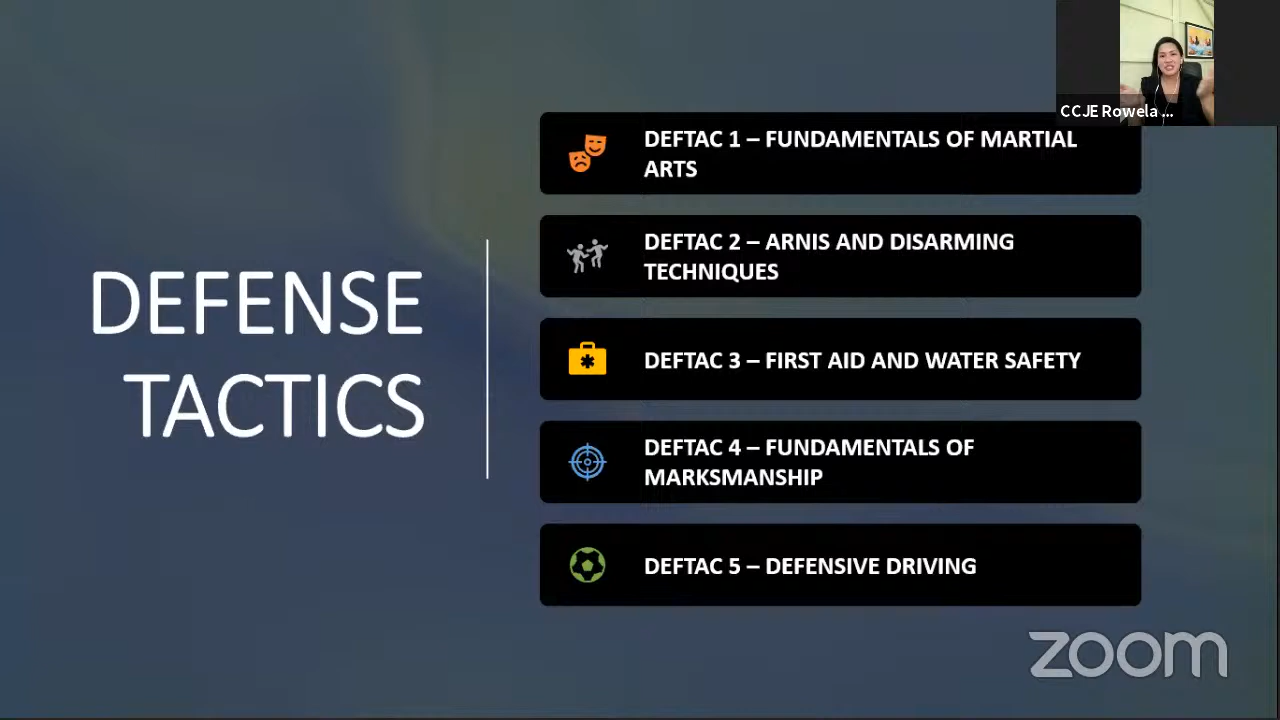 CCJE Rowela ...
DEFENSE
TACTICS
DEFTAC 1 – FUNDAMENTALS OF MARTIAL
ARTS
DEFTAC 2 – ARNIS AND DISARMING
TECHNIQUES
DEFTAC 3 – FIRST AID AND WATER SAFETY
DEFTAC 4 – FUNDAMENTALS OF
MARKSMANSHIP
DEFTAC 5 – DEFENSIVE DRIVING
zoom